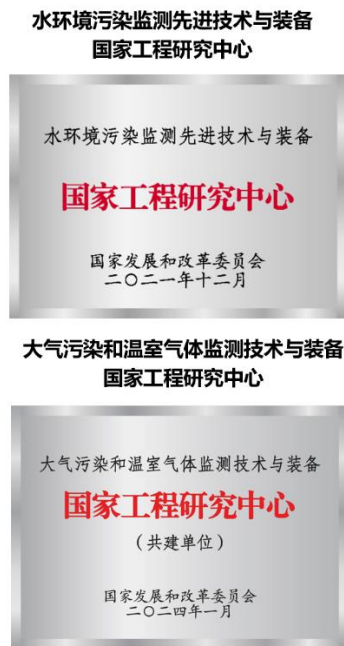 水环境污染监测先进技术与装备
国家工程研究中心
水环境污染监测先进技术与装备
国家工程研究中心
国家发展和改革委员会
二〇二一年十二月
大气污染和温室气体监测技术与装备
国家工程研究中心
大气污染和温室气体监测技术与装备
国家工程研究中心
（共建单位）
国家发展和改革委员会
二〇二四年一月